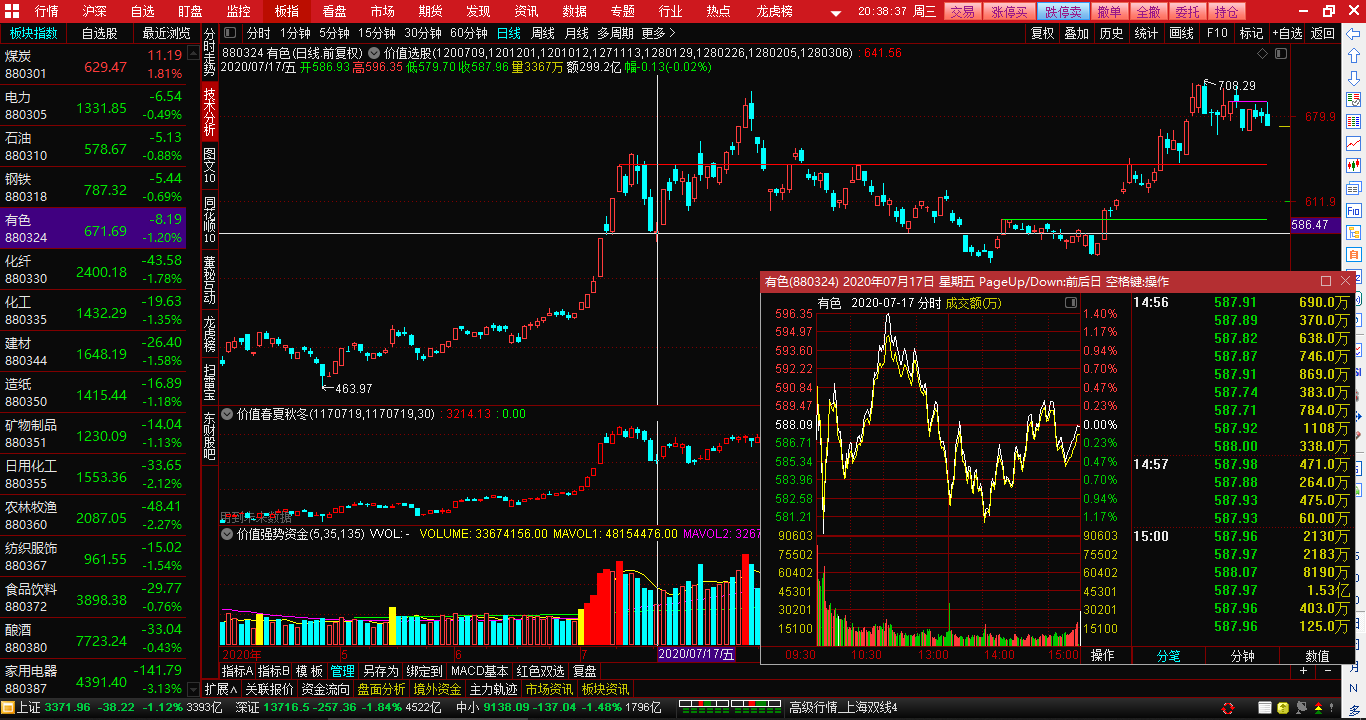 行情 沪深 自选 盯盘 监控 板指 看盘 市场 期货 发现 资讯 数据 专题 行业 热点 龙虎榜 20:38:37 周三 交易 涨停买 跌停卖 撤单 全撤 委托 持仓
板块指数 自选股 最近浏览
分时 1分钟 5分钟 15分钟 30分钟 60分钟 日线 周线 月线 多周期 更多> 复权 叠加 历史 统计 画线 F10 标记 +自选 返回
煤炭 880301 629.47 11.19 1.81%
电力 880305 1331.85 -6.54 -0.49%
石油 880310 578.67 -5.13 -0.88%
钢铁 880318 787.32 -5.44 -0.69%
有色 880324 671.69 -8.19 -1.20%
化纤 880330 2400.18 -43.58 -1.78%
化工 880335 1432.29 -19.63 -1.35%
建材 880344 1648.19 -26.40 -1.58%
造纸 880350 1415.44 -16.89 -1.18%
矿物制品 880351 1230.09 -14.04 -1.13%
日用化工 880355 1553.36 -33.65 -2.12%
农林牧渔 880360 2087.05 -48.41 -2.27%
纺织服饰 880367 961.55 -15.02 -1.54%
食品饮料 880372 3898.38 -29.77 -0.76%
酿酒 880380 7723.24 -33.04 -0.43%
家用电器 880387 4391.40 -141.79 -3.13%
分时走势
技术分析
图文10
同花顺10
董秘互动
龙虎榜
扫雷宝
东财股吧
880324 有色(日线.前复权) 价值选股(1200709,1201201,1201012,1271113,1280129,1280226,1280205,1280306) : 641.56
2020/07/17/五 开586.93 高596.35 低579.70 收587.96 量3367万 额299.2亿 幅-0.13(-0.02%)
708.29
679.9
611.9
586.47
463.97
价值春夏秋冬(1170719,1170719,30) : 3214.13 : 0.00
用到未来数据
价值强势资金(5,35,135) VVOL: - VOLUME: 33674156.00 MAVOL1: 48154476.00 MAVOL2: 3267
2020年 5 6 7 2020/07/17/五
有色(880324) 2020年07月17日 星期五 PageUp/Down:前后日 空格键:操作
有色 2020-07-17 分时 成交额(万)
596.35 1.40%
594.97 1.17%
593.60 0.94%
592.22 0.70%
590.84 0.47%
589.47 0.23%
588.09 0.00%
586.71 0.23%
585.34 0.47%
583.96 0.70%
582.58 0.94%
581.21 1.17%
90603 90603
75502 75502
60402 60402
45301 45301
30201 30201
15100 15100
09:30 10:30 13:00 14:00 15:00
14:56 587.91 690.0万
587.89 370.0万
587.82 638.0万
587.87 746.0万
587.91 869.0万
587.74 383.0万
587.71 784.0万
587.92 1108万
588.00 338.0万
14:57 587.98 471.0万
587.88 264.0万
587.93 475.0万
587.93 60.00万
15:00 587.96 2130万
587.97 2183万
588.07 8190万
587.97 1.53亿
587.96 403.0万
587.96 125.0万
操作 分笔 分钟 数值
指标A 指标B 模板 管理 另存为 绑定到 MACD基本 红色双选 复盘
扩展∧ 关联报价 资金流向 盘面分析 境外资金 主力轨迹 市场资讯 板块资讯
上证 3371.96 -38.22 -1.12% 3393亿 深证 13716.5 -257.36 -1.84% 4522亿 中小 9138.09 -137.04 -1.48% 1796亿 高级行情_上海双线4